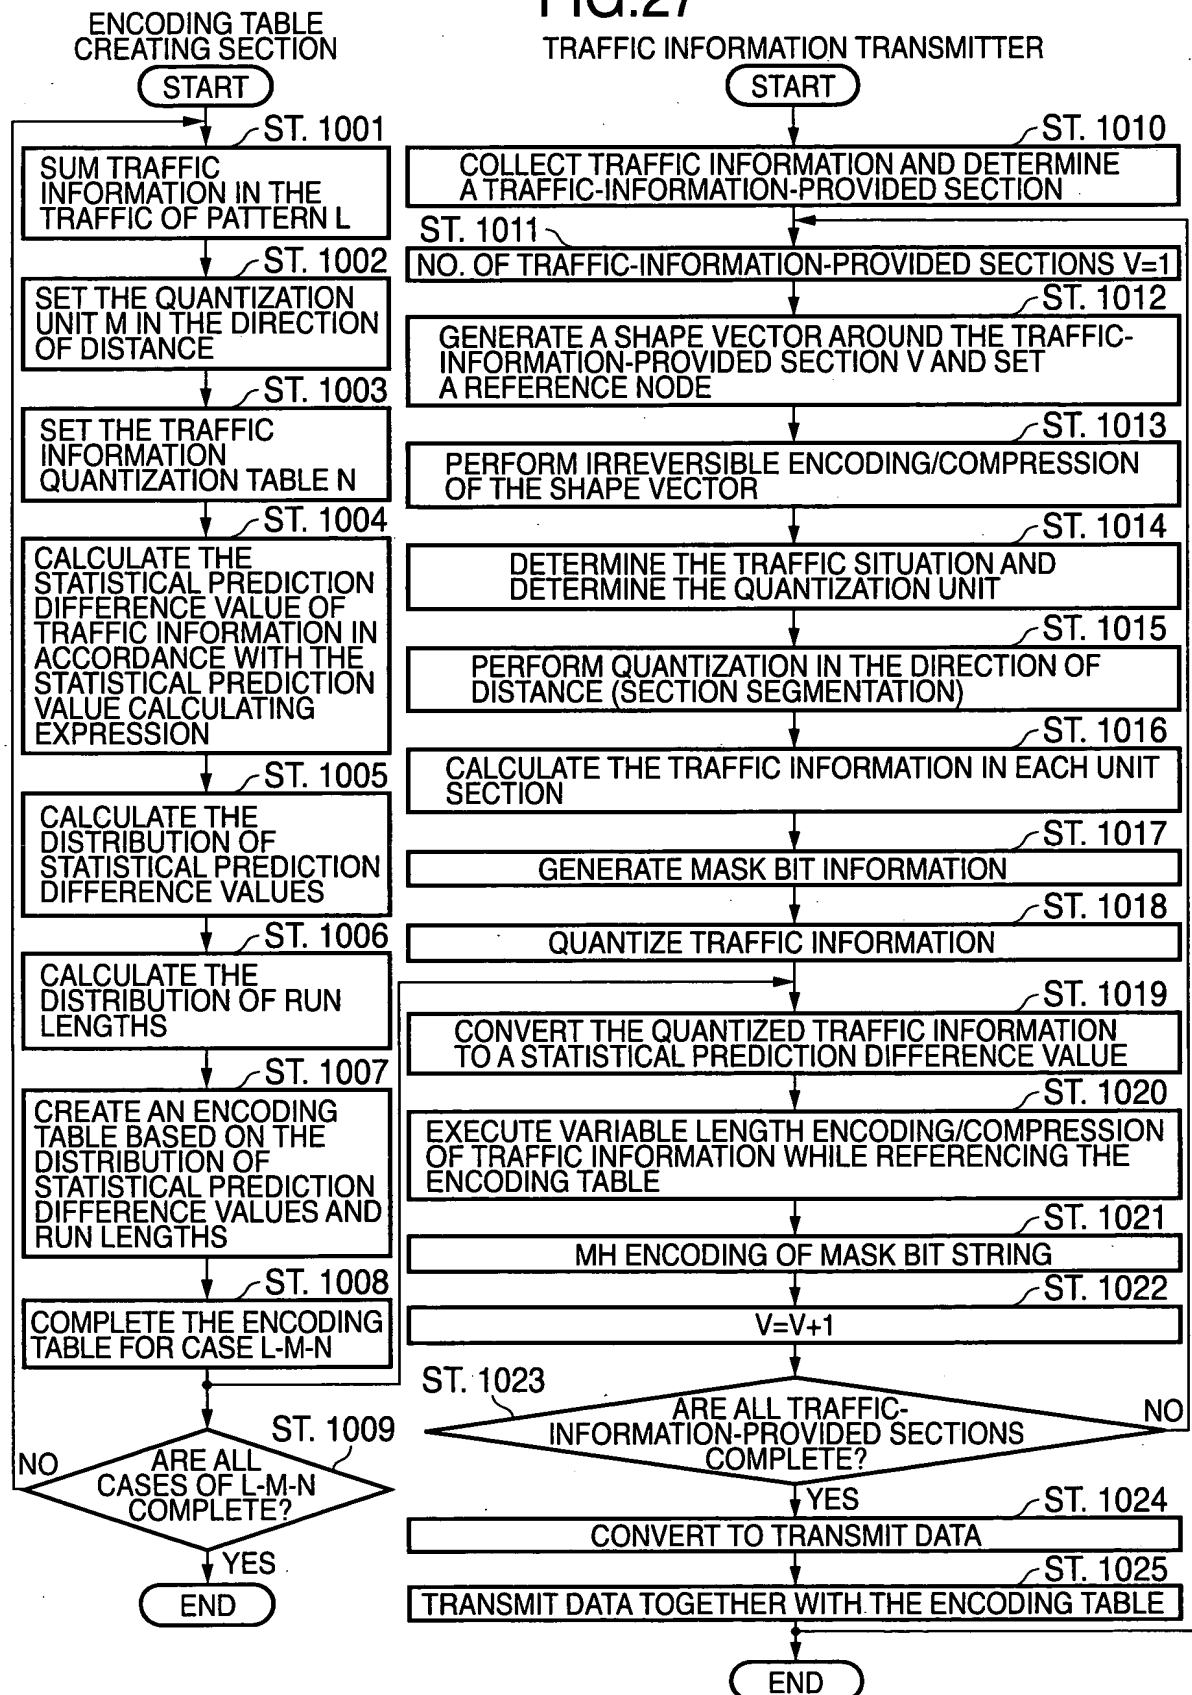 FIG.27
ENCODING TABLE
CREATING SECTION
START
ST. 1001
SUM TRAFFIC
INFORMATION IN THE
TRAFFIC OF PATTERN L
ST. 1002
SET THE QUANTIZATION
UNIT M IN THE DIRECTION
OF DISTANCE
ST. 1003
SET THE TRAFFIC
INFORMATION
QUANTIZATION TABLE N
ST. 1004
CALCULATE THE
STATISTICAL PREDICTION
DIFFERENCE VALUE OF
TRAFFIC INFORMATION IN
ACCORDANCE WITH THE
STATISTICAL PREDICTION
VALUE CALCULATING
EXPRESSION
ST. 1005
CALCULATE THE
DISTRIBUTION OF
STATISTICAL PREDICTION
DIFFERENCE VALUES
ST. 1006
CALCULATE THE
DISTRIBUTION OF RUN
LENGTHS
ST. 1007
CREATE AN ENCODING
TABLE BASED ON THE
DISTRIBUTION OF
STATISTICAL PREDICTION
DIFFERENCE VALUES AND
RUN LENGTHS
ST. 1008
COMPLETE THE ENCODING
TABLE FOR CASE L-M-N
ST. 1009
NO
ARE ALL
CASES OF L-M-N
COMPLETE?
YES
END
TRAFFIC INFORMATION TRANSMITTER
START
ST. 1010
COLLECT TRAFFIC INFORMATION AND DETERMINE
A TRAFFIC-INFORMATION-PROVIDED SECTION
ST. 1011
NO. OF TRAFFIC-INFORMATION-PROVIDED SECTIONS V=1
ST. 1012
GENERATE A SHAPE VECTOR AROUND THE TRAFFIC-
INFORMATION-PROVIDED SECTION V AND SET
A REFERENCE NODE
ST. 1013
PERFORM IRREVERSIBLE ENCODING/COMPRESSION
OF THE SHAPE VECTOR
ST. 1014
DETERMINE THE TRAFFIC SITUATION AND
DETERMINE THE QUANTIZATION UNIT
ST. 1015
PERFORM QUANTIZATION IN THE DIRECTION OF
DISTANCE (SECTION SEGMENTATION)
ST. 1016
CALCULATE THE TRAFFIC INFORMATION IN EACH UNIT
SECTION
ST. 1017
GENERATE MASK BIT INFORMATION
ST. 1018
QUANTIZE TRAFFIC INFORMATION
ST. 1019
CONVERT THE QUANTIZED TRAFFIC INFORMATION
TO A STATISTICAL PREDICTION DIFFERENCE VALUE
ST. 1020
EXECUTE VARIABLE LENGTH ENCODING/COMPRESSION
OF TRAFFIC INFORMATION WHILE REFERENCING THE
ENCODING TABLE
ST. 1021
MH ENCODING OF MASK BIT STRING
ST. 1022
V=V+1
ST. 1023
ARE ALL TRAFFIC-
INFORMATION-PROVIDED SECTIONS
COMPLETE?
NO
YES
ST. 1024
CONVERT TO TRANSMIT DATA
ST. 1025
TRANSMIT DATA TOGETHER WITH THE ENCODING TABLE
END